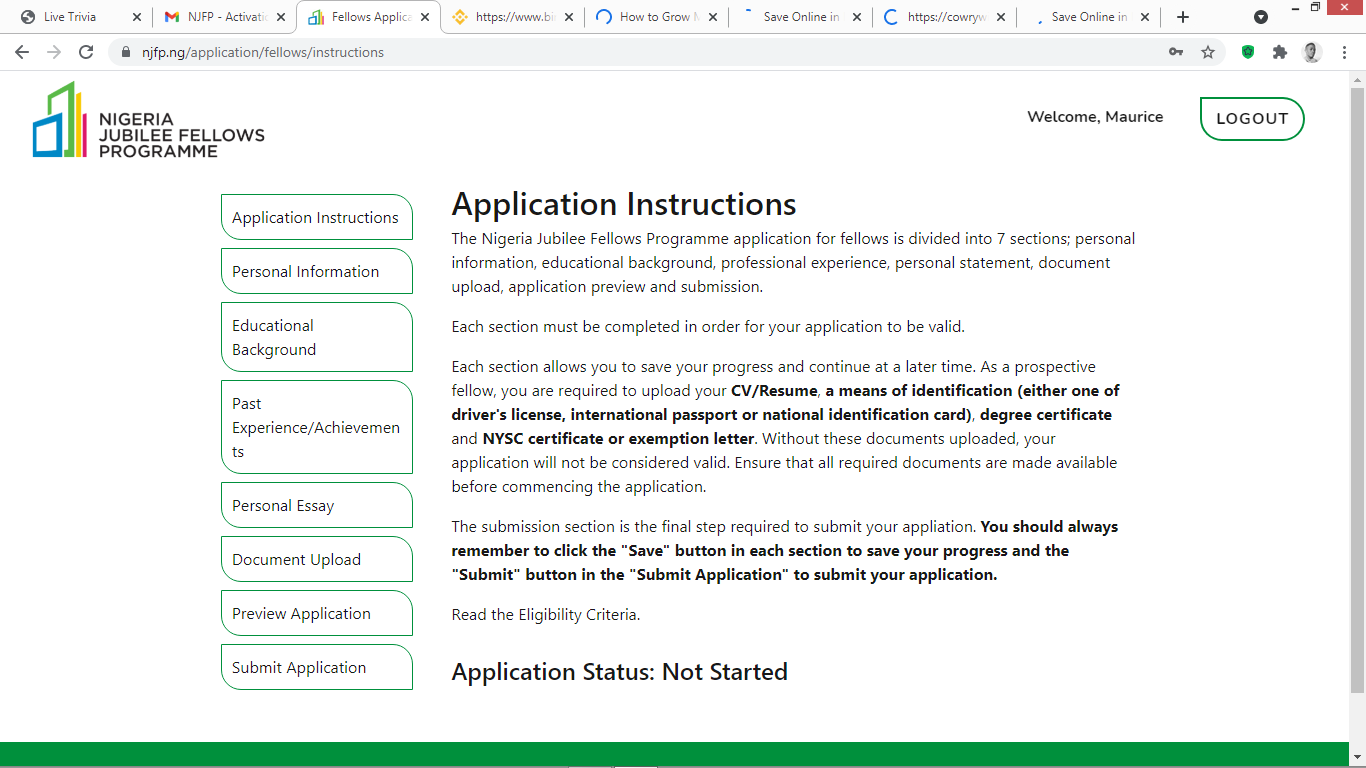 Live Trivia
NJFP - Activati
Fellows Applica
https://www.bi
How to Grow M
Save Online in
https://cowryw
Save Online in
njfp.ng/application/fellows/instructions
NIGERIA
JUBILEE FELLOWS
PROGRAMME
Welcome, Maurice
LOGOUT
Application Instructions
Personal Information
Educational
Background
Past
Experience/Achievemen
ts
Personal Essay
Document Upload
Preview Application
Submit Application
Application Instructions
The Nigeria Jubilee Fellows Programme application for fellows is divided into 7 sections; personal
information, educational background, professional experience, personal statement, document
upload, application preview and submission.
Each section must be completed in order for your application to be valid.
Each section allows you to save your progress and continue at a later time. As a prospective
fellow, you are required to upload your CV/Resume, a means of identification (either one of
driver's license, international passport or national identification card), degree certificate
and NYSC certificate or exemption letter. Without these documents uploaded, your
application will not be considered valid. Ensure that all required documents are made available
before commencing the application.
The submission section is the final step required to submit your appliation. You should always
remember to click the "Save" button in each section to save your progress and the
"Submit" button in the "Submit Application" to submit your application.
Read the Eligibility Criteria.
Application Status: Not Started